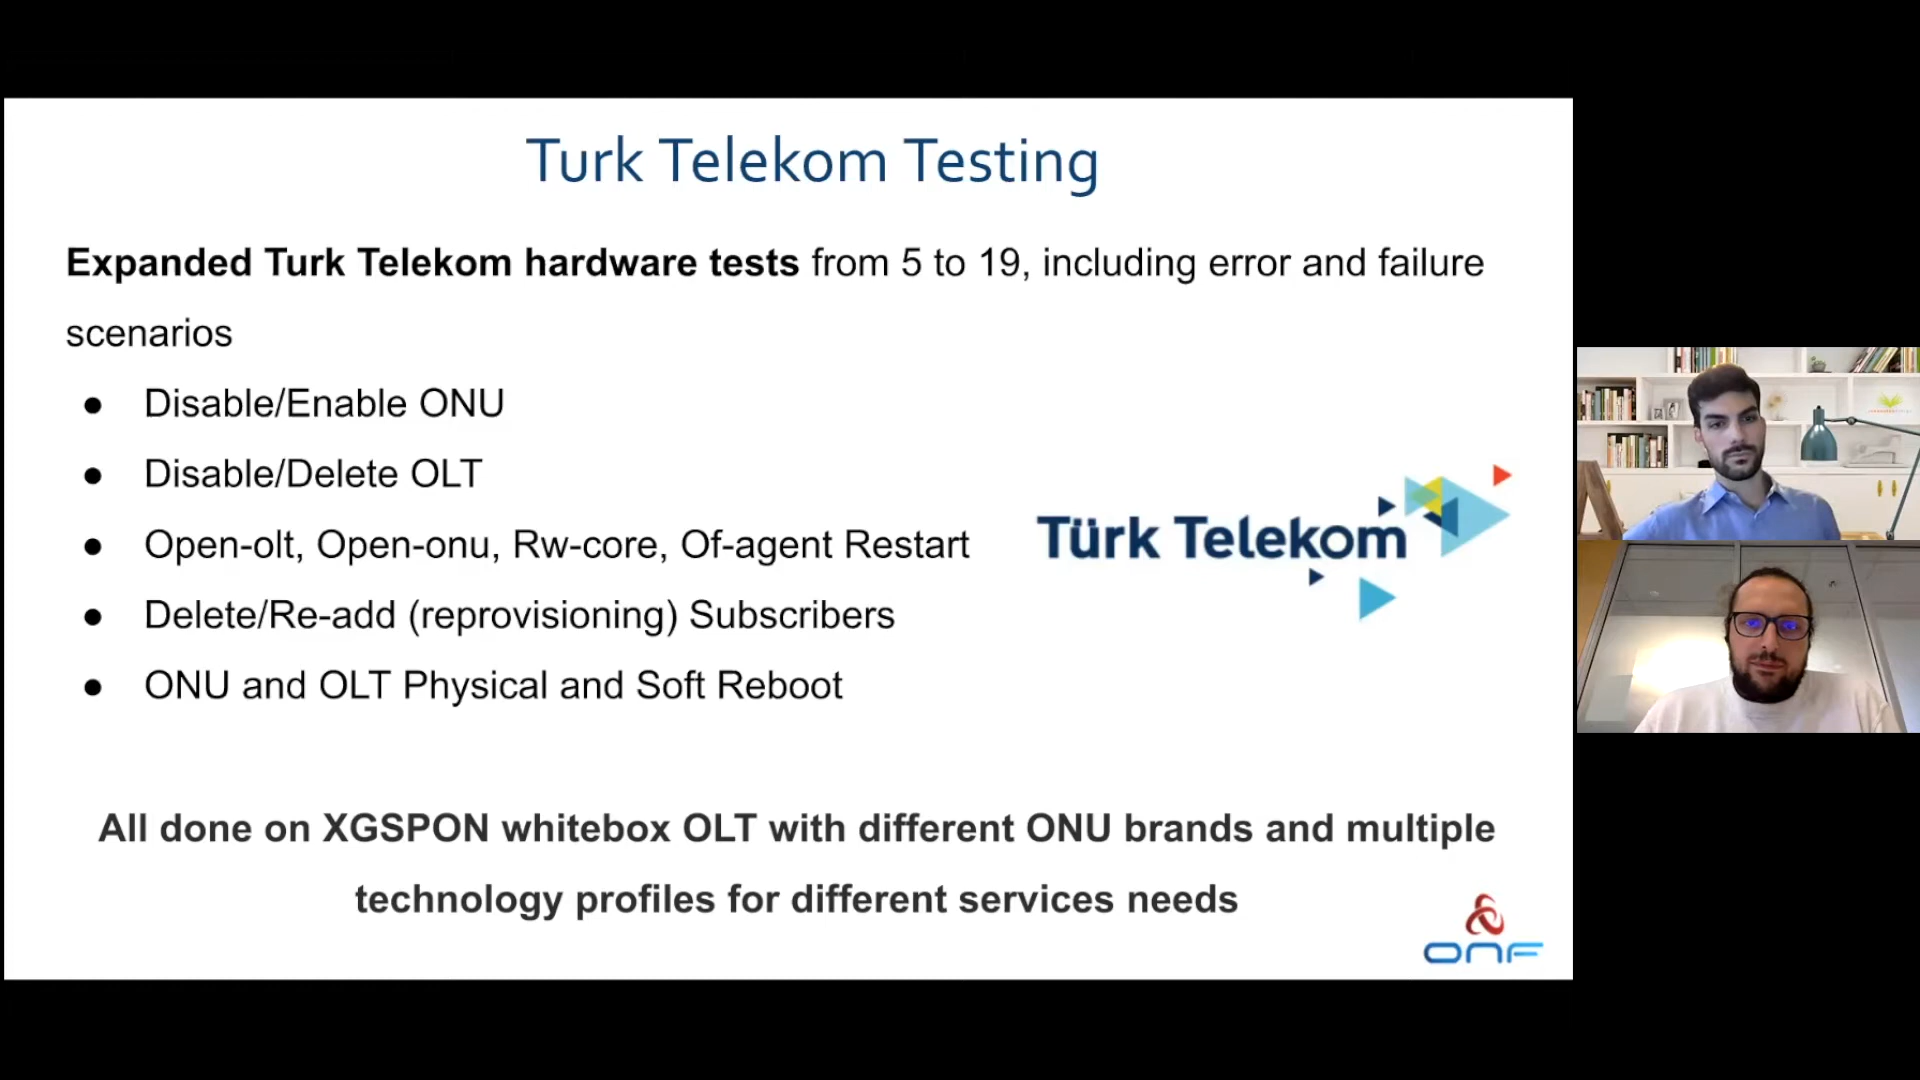 Turk Telekom Testing
Expanded Turk Telekom hardware tests from 5 to 19, including error and failure
scenarios
● Disable/Enable ONU
● Disable/Delete OLT
● Open-olt, Open-onu, Rw-core, Of-agent Restart
● Delete/Re-add (reprovisioning) Subscribers
● ONU and OLT Physical and Soft Reboot
Türk Telekom
All done on XGSPON whitebox OLT with different ONU brands and multiple
technology profiles for different services needs
ONF